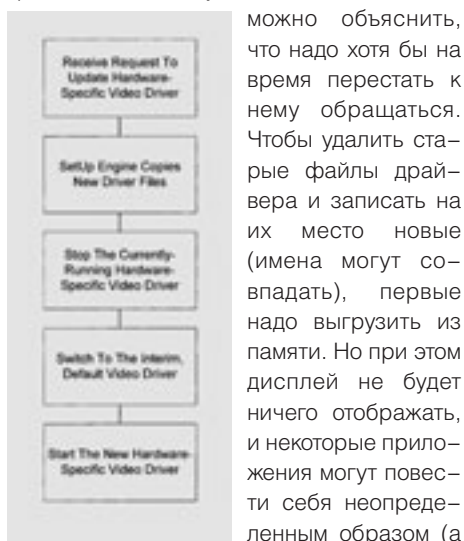 Receive Request To
Update Hardware-
Specific Video Driver
SetUp Engine Copies
New Driver Files
Stop The Currently-
Running Hardware-
Specific Video Driver
Switch To The Interim,
Default Video Driver
Start The New Hardware-
Specific Video Driver
можно объяснить,
что надо хотя бы на
время перестать к
нему обращаться.
Чтобы удалить ста–
рые файлы драй–
вера и записать на
их место новые
(имена могут со–
впадать), первые
надо выгрузить из
памяти. Но при этом
дисплей не будет
ничего отображать,
и некоторые прило–
жения могут повес–
ти себя неопреде–
ленным образом (а